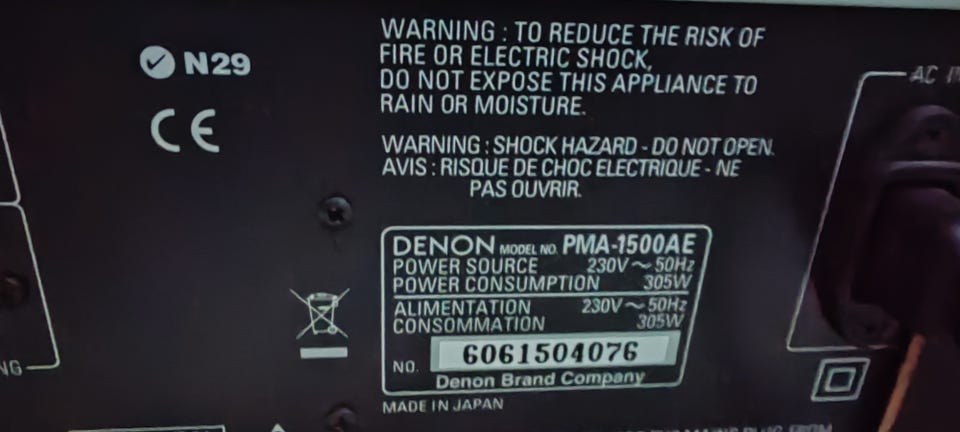 WARNING : TO REDUCE THE RISK OF
FIRE OR ELECTRIC SHOCK,
DO NOT EXPOSE THIS APPLIANCE TO
RAIN OR MOISTURE.
N29
CE
AC
WARNING : SHOCK HAZARD - DO NOT OPEN.
AVIS : RISQUE DE CHOC ELECTRIQUE - NE
PAS OUVRIR.
DENON MODEL NO. PMA-1500AE
POWER SOURCE 230V ~ 50Hz
POWER CONSUMPTION 305W
ALIMENTATION 230V ~ 50Hz
CONSOMMATION 305W
NO. 6061504076
Denon Brand Company
MADE IN JAPAN